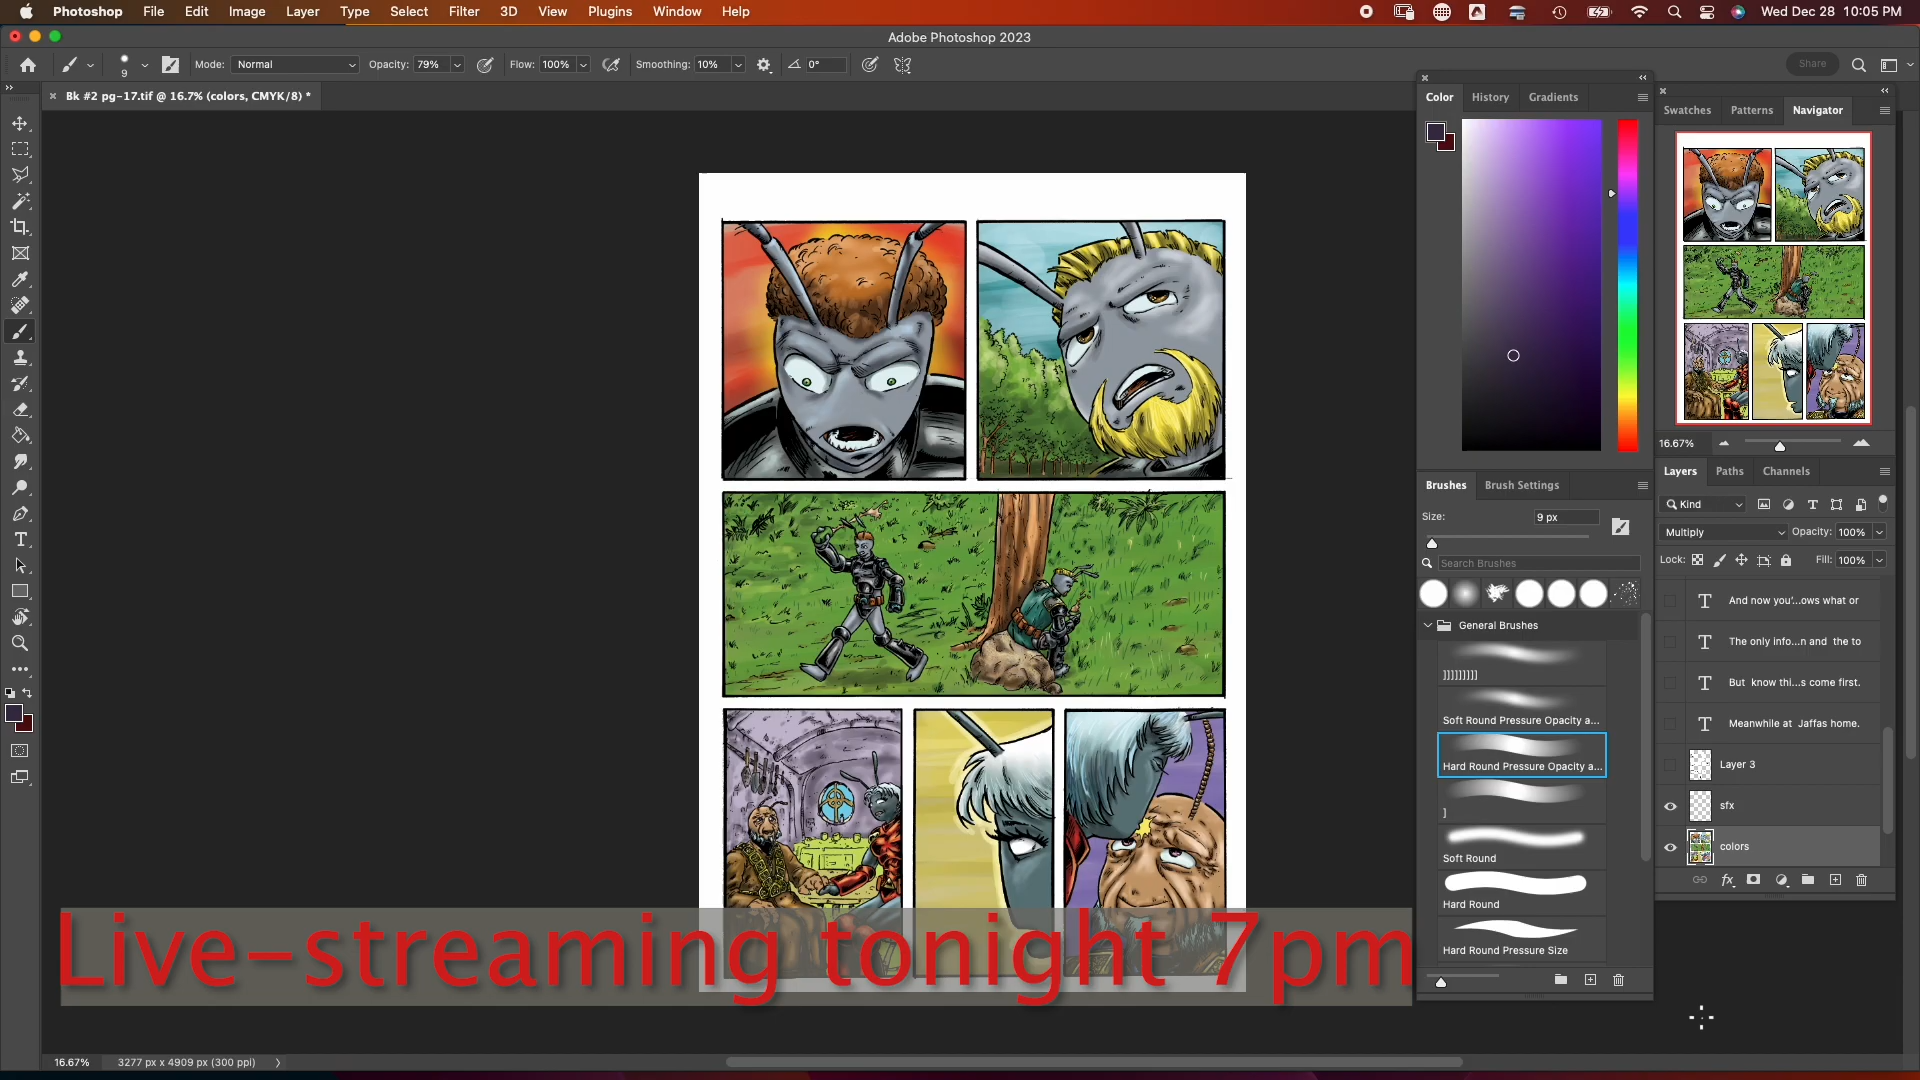 Photoshop File Edit Image Layer Type Select Filter 3D View Plugins Window Help Wed Dec 28 10:05 PM
Adobe Photoshop 2023
9 Mode: Normal Opacity: 79% Flow: 100% Smoothing: 10% 0° Share
Bk #2 pg-17.tif @ 16.7% (colors, CMYK/8) *
Color History Gradients
Swatches Patterns Navigator
16.67%
Layers Paths Channels
Brushes Brush Settings
Kind
Size: 9 px
Multiply Opacity: 100%
Lock: Fill: 100%
Search Brushes
And now you'...ows what or
General Brushes
The only info...n and the to
]]]]]]]]]
But know thi...s come first.
Soft Round Pressure Opacity a...
Meanwhile at Jaffas home.
Hard Round Pressure Opacity a...
Layer 3
]
sfx
Soft Round
colors
Hard Round
fx
Hard Round Pressure Size
Live-streaming tonight 7pm
16.67% 3277 px x 4909 px (300 ppi)